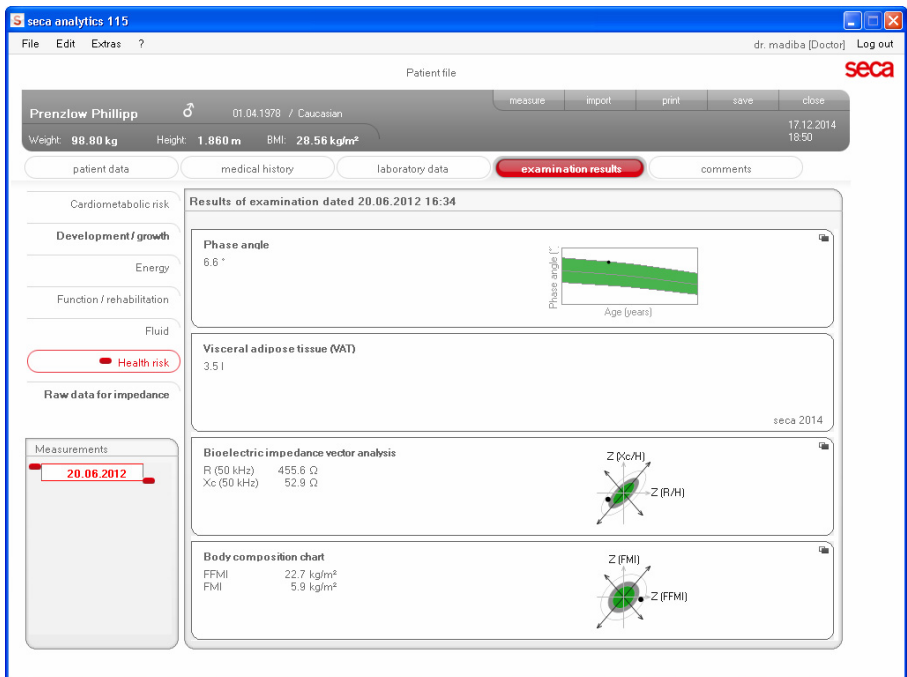 S seca analytics 115
File Edit Extras ? dr. madiba [Doctor] Log out
Patient file seca
measure import print save close
Prenzlow Phillipp ♂ 01.04.1978 / Caucasian
17.12.2014
Weight: 98.80 kg Height: 1.860 m BMI: 28.56 kg/m² 18:50
patient data medical history laboratory data examination results comments
Cardiometabolic risk
Development / growth
Energy
Function / rehabilitation
Fluid
Health risk
Raw data for impedance
Measurements
20.06.2012
Results of examination dated 20.06.2012 16:34
Phase angle
6.6 °
Phase angle (°
Age (years)
Visceral adipose tissue (VAT)
3.5 l
seca 2014
Bioelectric impedance vector analysis
R (50 kHz) 455.6 Ω
Xc (50 kHz) 52.9 Ω
Z (Xc/H)
Z (R/H)
Body composition chart
FFMI 22.7 kg/m²
FMI 5.9 kg/m²
Z (FMI)
Z (FFMI)